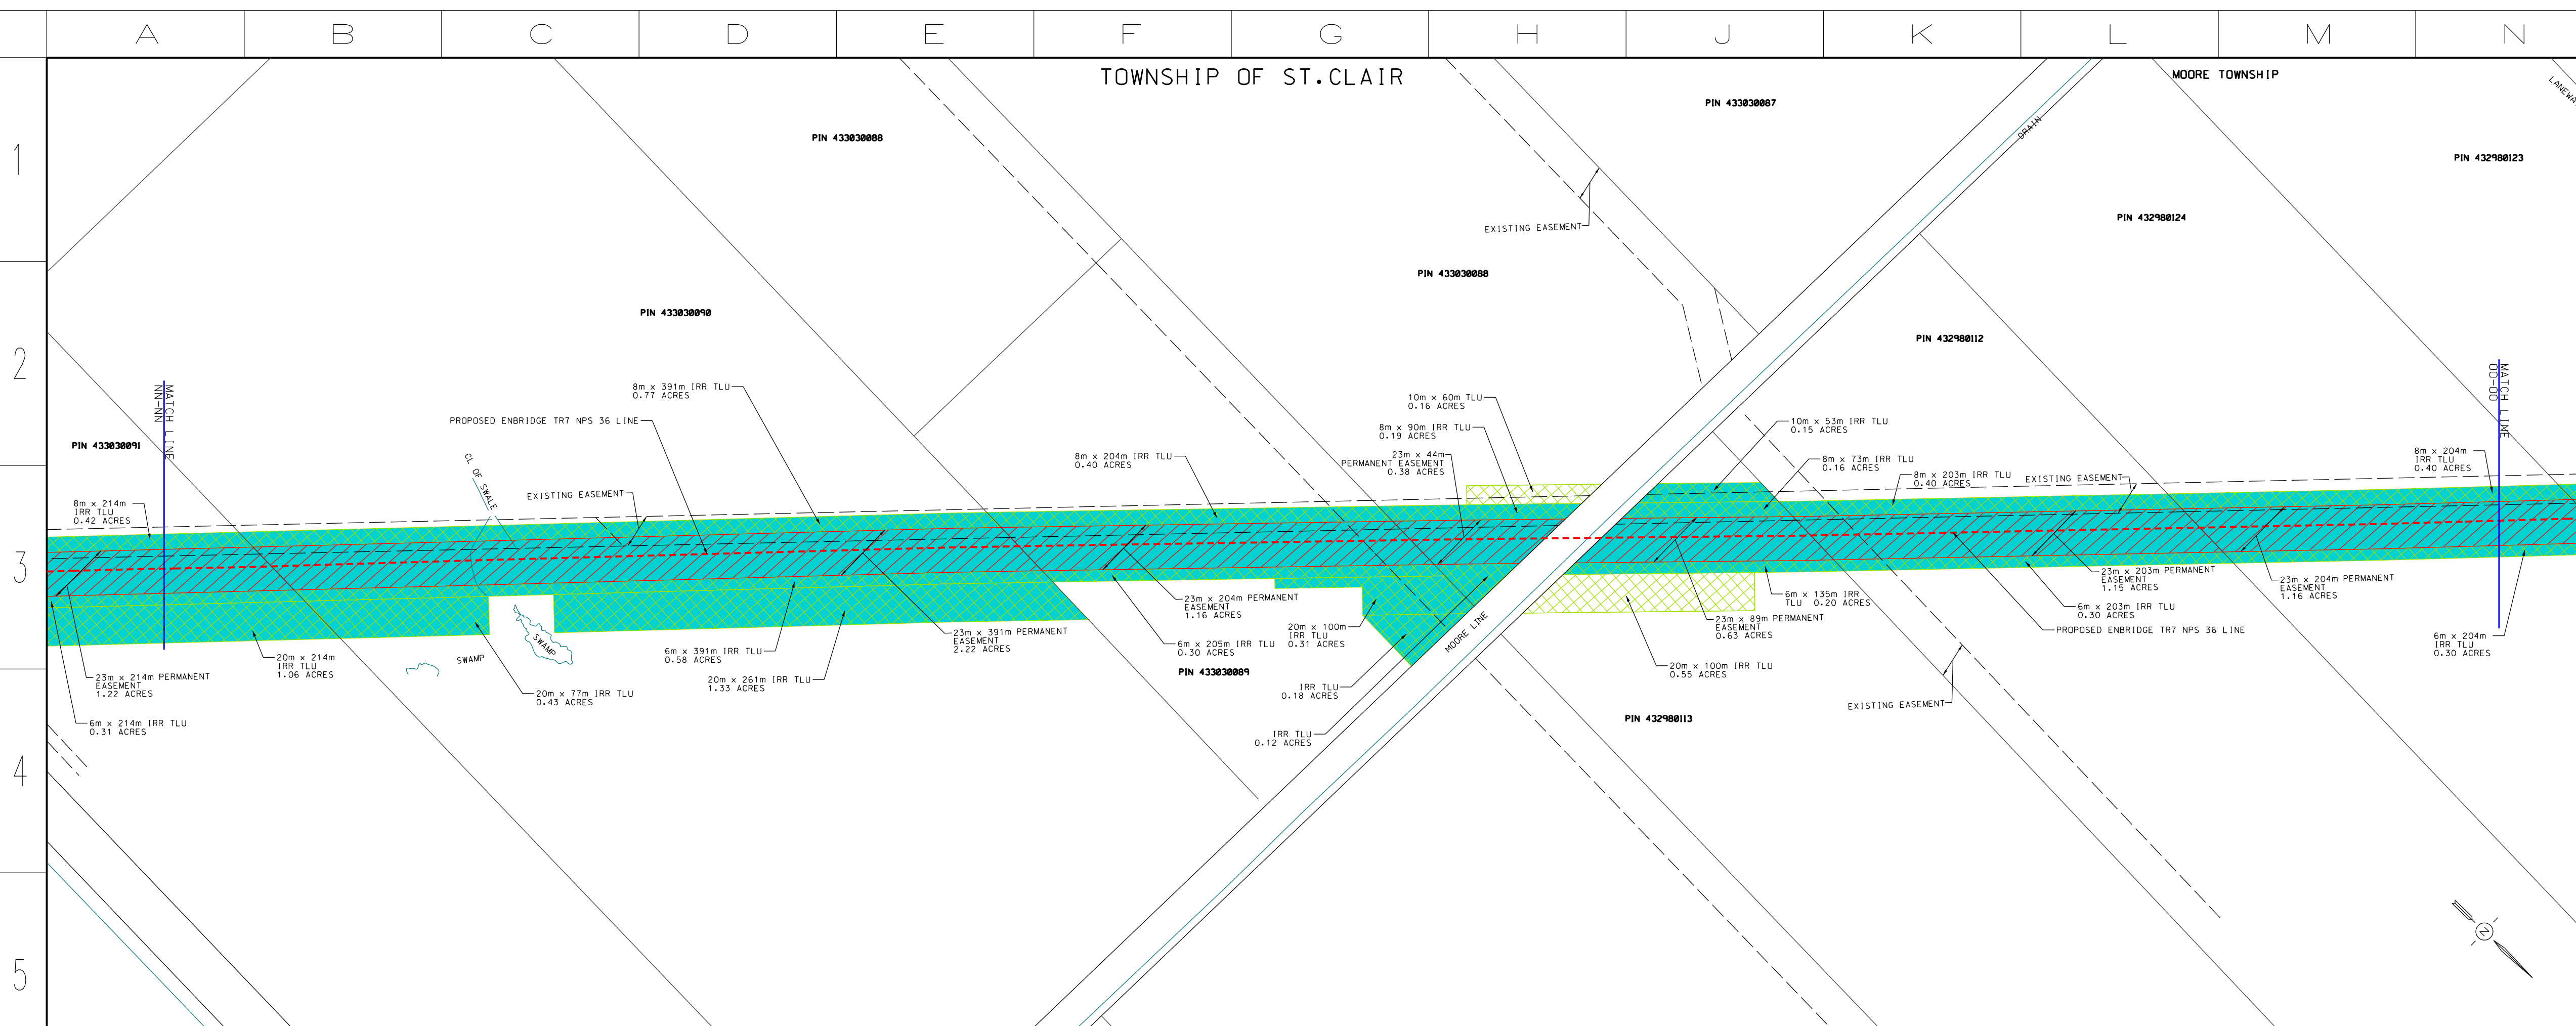 A B C D E F G H J K L M N
TOWNSHIP OF ST.CLAIR
MOORE TOWNSHIP
1
2
3
4
5
PIN 433030088
PIN 433030087
DRAIN
PIN 432980123
PIN 432980124
EXISTING EASEMENT
PIN 433030088
PIN 433030090
PIN 432980112
MATCH LINE
NN-NN
MATCH LINE
OO-OO
PIN 433030091
8m x 391m IRR TLU
0.77 ACRES
PROPOSED ENBRIDGE TR7 NPS 36 LINE
10m x 60m TLU
0.16 ACRES
8m x 90m IRR TLU
0.19 ACRES
23m x 44m
PERMANENT EASEMENT
0.38 ACRES
10m x 53m IRR TLU
0.15 ACRES
8m x 73m IRR TLU
0.16 ACRES
8m x 203m IRR TLU
0.40 ACRES
EXISTING EASEMENT
8m x 204m
IRR TLU
0.40 ACRES
8m x 204m IRR TLU
0.40 ACRES
CL OF SWALE
EXISTING EASEMENT
8m x 214m
IRR TLU
0.42 ACRES
23m x 214m PERMANENT
EASEMENT
1.22 ACRES
6m x 214m IRR TLU
0.31 ACRES
20m x 214m
IRR TLU
1.06 ACRES
SWAMP
SWAMP
20m x 77m IRR TLU
0.43 ACRES
6m x 391m IRR TLU
0.58 ACRES
20m x 261m IRR TLU
1.33 ACRES
23m x 391m PERMANENT
EASEMENT
2.22 ACRES
23m x 204m PERMANENT
EASEMENT
1.16 ACRES
6m x 205m IRR TLU
0.30 ACRES
PIN 433030089
20m x 100m
IRR TLU
0.31 ACRES
IRR TLU
0.18 ACRES
IRR TLU
0.12 ACRES
MOORE LINE
6m x 135m IRR
TLU 0.20 ACRES
23m x 89m PERMANENT
EASEMENT
0.63 ACRES
20m x 100m IRR TLU
0.55 ACRES
PIN 432980113
EXISTING EASEMENT
23m x 203m PERMANENT
EASEMENT
1.15 ACRES
6m x 203m IRR TLU
0.30 ACRES
PROPOSED ENBRIDGE TR7 NPS 36 LINE
23m x 204m PERMANENT
EASEMENT
1.16 ACRES
6m x 204m
IRR TLU
0.30 ACRES
N